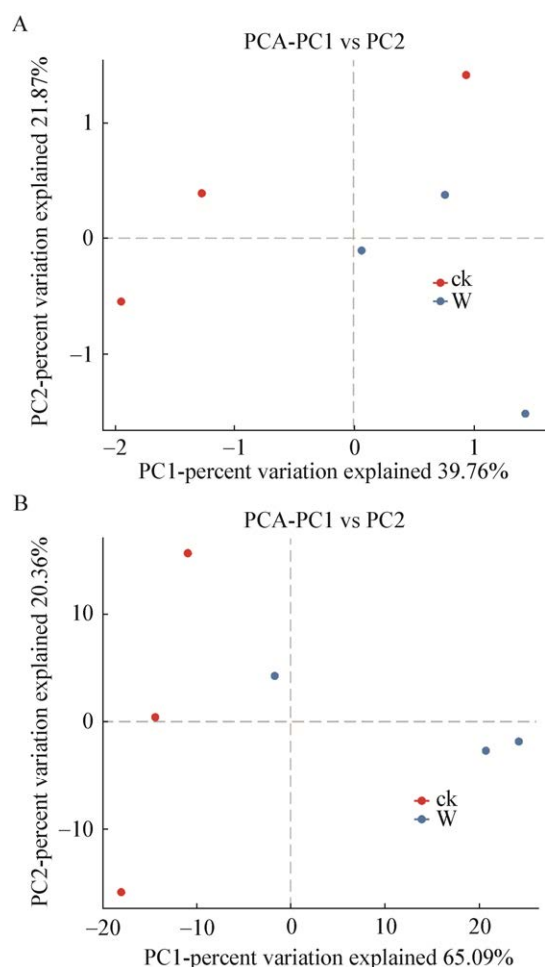 A
PCA-PC1 vs PC2
PC2-percent variation explained 21.87%
1
0
–1
ck
W
–2
–1
0
1
PC1-percent variation explained 39.76%
B
PCA-PC1 vs PC2
PC2-percent variation explained 20.36%
10
0
–10
ck
W
–20
–10
0
10
20
PC1-percent variation explained 65.09%